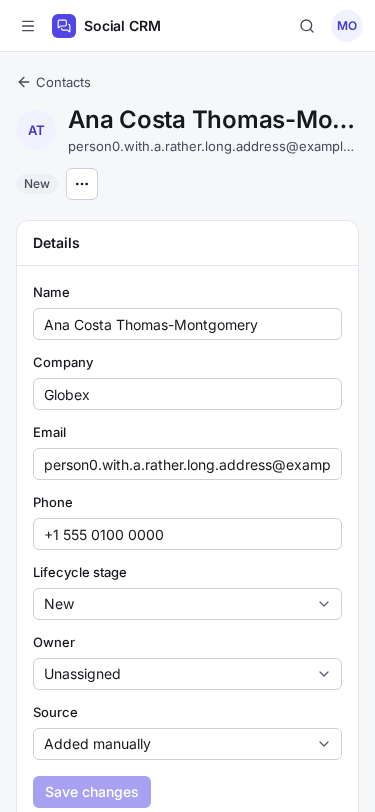 Social CRM
MO
Contacts
AT
Ana Costa Thomas-Mo...
person0.with.a.rather.long.address@exampl...
New
Details
Name
Ana Costa Thomas-Montgomery
Company
Globex
Email
person0.with.a.rather.long.address@examp
Phone
+1 555 0100 0000
Lifecycle stage
New
Owner
Unassigned
Source
Added manually
Save changes